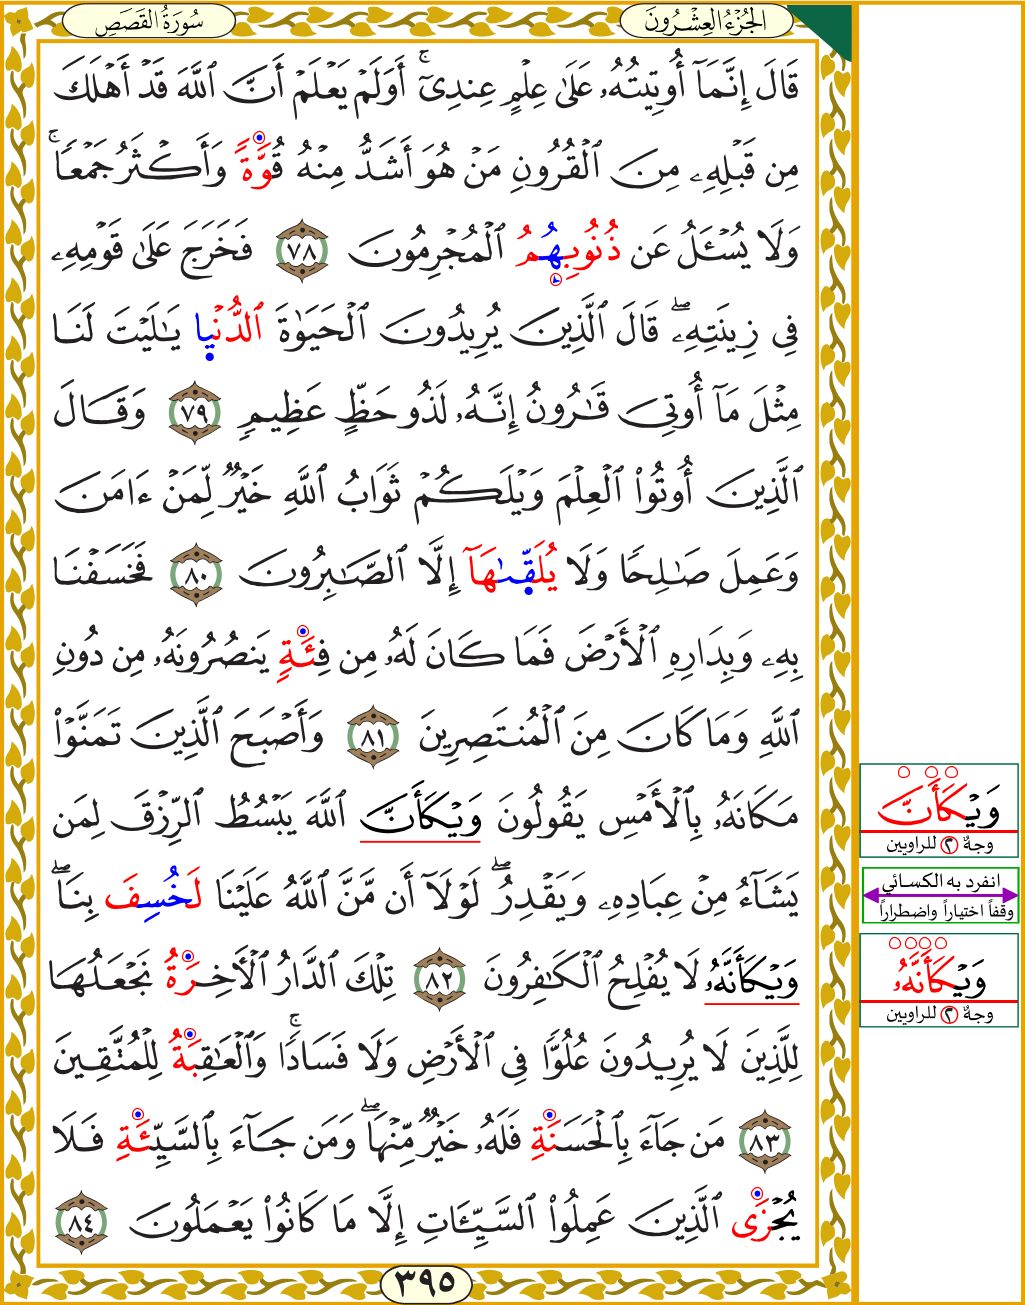 سُورَةُ القَصَصِ
الجُزْءُ العِشْرُونَ
قَالَ إِنَّمَآ أُوتِيتُهُۥ عَلَىٰ عِلْمٍ عِندِيٓۚ أَوَلَمْ يَعْلَمْ أَنَّ ٱللَّهَ قَدْ أَهْلَكَ
مِن قَبْلِهِۦ مِنَ ٱلْقُرُونِ مَنْ هُوَ أَشَدُّ مِنْهُ قُوَّةً وَأَكْثَرُ جَمْعًاۚ
وَلَا يُسْـَٔلُ عَن ذُنُوبِهُِمُ ٱلْمُجْرِمُونَ ۝٧٨ فَخَرَجَ عَلَىٰ قَوْمِهِۦ
فِي زِينَتِهِۦۖ قَالَ ٱلَّذِينَ يُرِيدُونَ ٱلْحَيَوٰةَ ٱلدُّنْيا يَـٰلَيْتَ لَنَا
مِثْلَ مَآ أُوتِيَ قَـٰرُونُ إِنَّهُۥ لَذُو حَظٍّ عَظِيمٍ ۝٧٩ وَقَالَ
ٱلَّذِينَ أُوتُوا۟ ٱلْعِلْمَ وَيْلَكُمْ ثَوَابُ ٱللَّهِ خَيْرٌ لِّمَنْ ءَامَنَ
وَعَمِلَ صَـٰلِحًا وَلَا يُلَقّىٰهَآ إِلَّا ٱلصَّـٰبِرُونَ ۝٨٠ فَخَسَفْنَا
بِهِۦ وَبِدَارِهِ ٱلْأَرْضَ فَمَا كَانَ لَهُۥ مِن فِئَةٍ يَنصُرُونَهُۥ مِن دُونِ
ٱللَّهِ وَمَا كَانَ مِنَ ٱلْمُنتَصِرِينَ ۝٨١ وَأَصْبَحَ ٱلَّذِينَ تَمَنَّوْا۟
مَكَانَهُۥ بِٱلْأَمْسِ يَقُولُونَ وَيْكَأَنَّ ٱللَّهَ يَبْسُطُ ٱلرِّزْقَ لِمَن
يَشَآءُ مِنْ عِبَادِهِۦ وَيَقْدِرُۖ لَوْلَآ أَن مَّنَّ ٱللَّهُ عَلَيْنَا لَخُسِفَ بِنَاۖ
وَيْكَأَنَّهُۥ لَا يُفْلِحُ ٱلْكَـٰفِرُونَ ۝٨٢ تِلْكَ ٱلدَّارُ ٱلْأَخِرَةُ نَجْعَلُهَا
لِلَّذِينَ لَا يُرِيدُونَ عُلُوًّا فِي ٱلْأَرْضِ وَلَا فَسَادًاۚ وَٱلْعَـٰقِبَةُ لِلْمُتَّقِينَ
۝٨٣ مَن جَآءَ بِٱلْحَسَنَةِ فَلَهُۥ خَيْرٌ مِّنْهَاۖ وَمَن جَآءَ بِٱلسَّيِّئَةِ فَلَا
يُجْزَى ٱلَّذِينَ عَمِلُوا۟ ٱلسَّيِّـَٔاتِ إِلَّا مَا كَانُوا۟ يَعْمَلُونَ ۝٨٤
٣٩٥
وَيْكَأَنَّ
وجهٌ ٢ للراويين
انفرد به الكسائي
وقفاً اختياراً واضطراراً
وَيْكَأَنَّهُۥ
وجهٌ ٢ للراويين